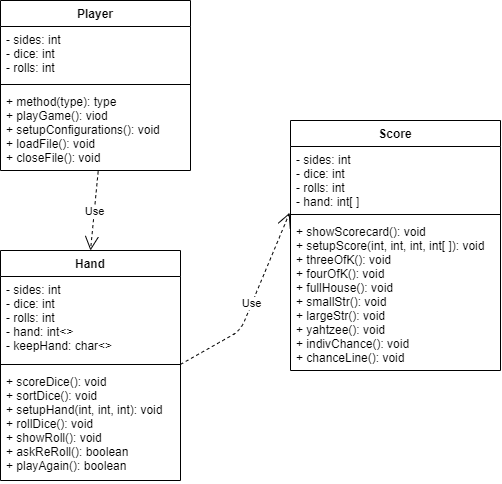 Player
- sides: int
- dice: int
- rolls: int
+ method(type): type
+ playGame(): viod
+ setupConfigurations(): void
+ loadFile(): void
+ closeFile(): void
Use
Hand
- sides: int
- dice: int
- rolls: int
- hand: int<>
- keepHand: char<>
+ scoreDice(): void
+ sortDice(): void
+ setupHand(int, int, int): void
+ rollDice(): void
+ showRoll(): void
+ askReRoll(): boolean
+ playAgain(): boolean
Use
Score
- sides: int
- dice: int
- rolls: int
- hand: int[ ]
+ showScorecard(): void
+ setupScore(int, int, int, int[ ]): void
+ threeOfK(): void
+ fourOfK(): void
+ fullHouse(): void
+ smallStr(): void
+ largeStr(): void
+ yahtzee(): void
+ indivChance(): void
+ chanceLine(): void